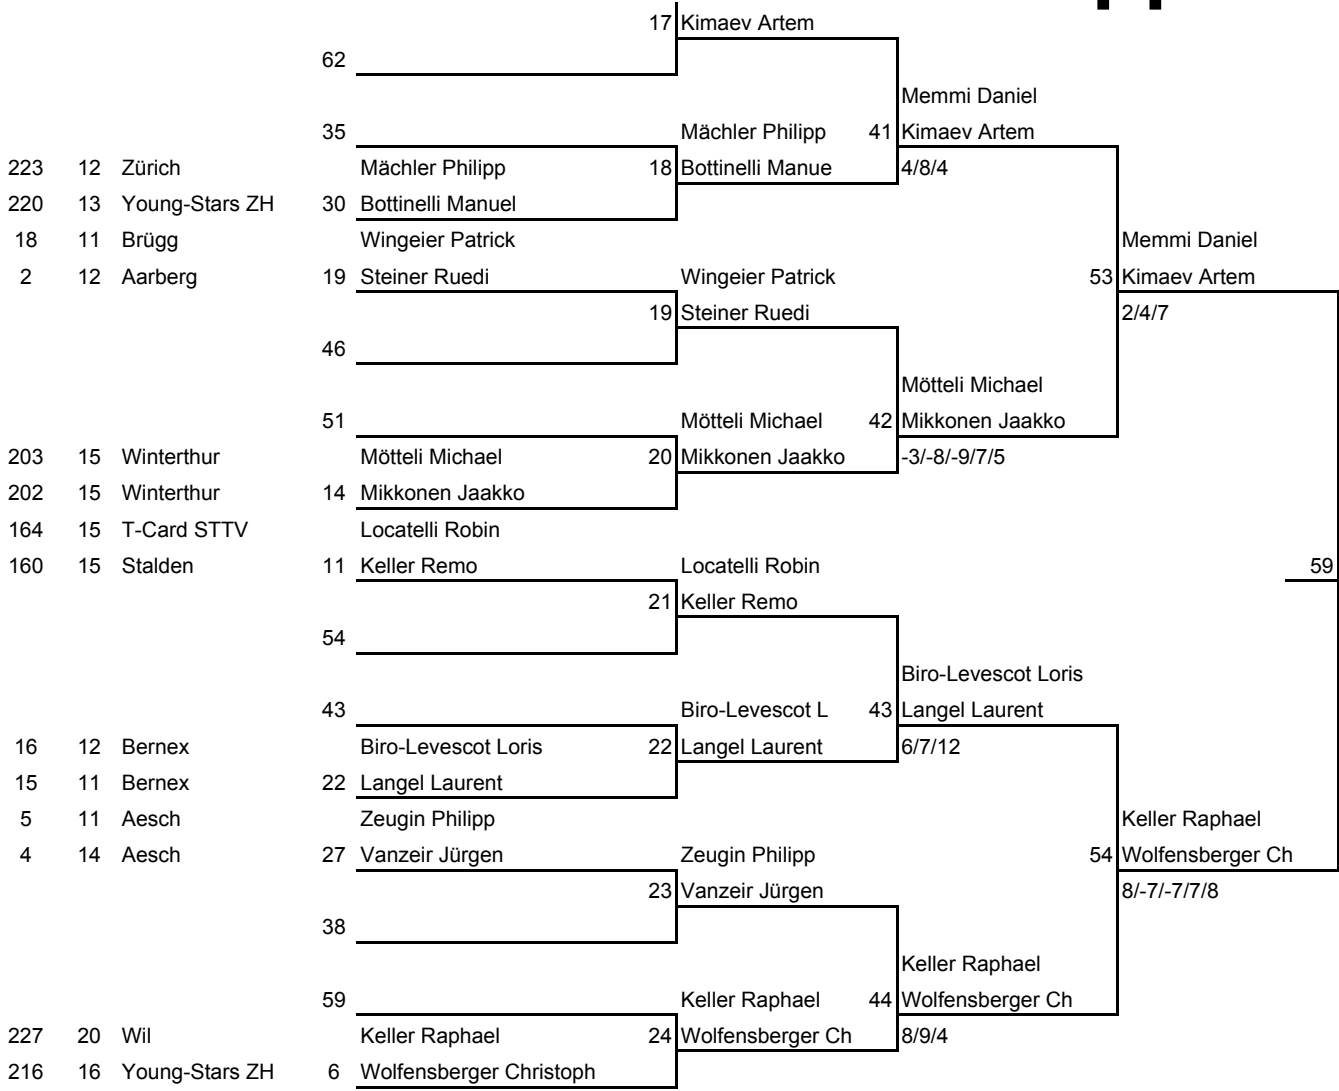 17 Kimaev Artem
62
Memmi Daniel
35 Mächler Philipp 41 Kimaev Artem
223 12 Zürich Mächler Philipp 18 Bottinelli Manue 4/8/4
220 13 Young-Stars ZH 30 Bottinelli Manuel
18 11 Brügg Wingeier Patrick Memmi Daniel
2 12 Aarberg 19 Steiner Ruedi Wingeier Patrick 53 Kimaev Artem
19 Steiner Ruedi 2/4/7
46
Mötteli Michael
51 Mötteli Michael 42 Mikkonen Jaakko
203 15 Winterthur Mötteli Michael 20 Mikkonen Jaakko -3/-8/-9/7/5
202 15 Winterthur 14 Mikkonen Jaakko
164 15 T-Card STTV Locatelli Robin
160 15 Stalden 11 Keller Remo Locatelli Robin 59
21 Keller Remo
54
Biro-Levescot Loris
43 Biro-Levescot L 43 Langel Laurent
16 12 Bernex Biro-Levescot Loris 22 Langel Laurent 6/7/12
15 11 Bernex 22 Langel Laurent
5 11 Aesch Zeugin Philipp Keller Raphael
4 14 Aesch 27 Vanzeir Jürgen Zeugin Philipp 54 Wolfensberger Ch
23 Vanzeir Jürgen 8/-7/-7/7/8
38
Keller Raphael
59 Keller Raphael 44 Wolfensberger Ch
227 20 Wil Keller Raphael 24 Wolfensberger Ch 8/9/4
216 16 Young-Stars ZH 6 Wolfensberger Christoph